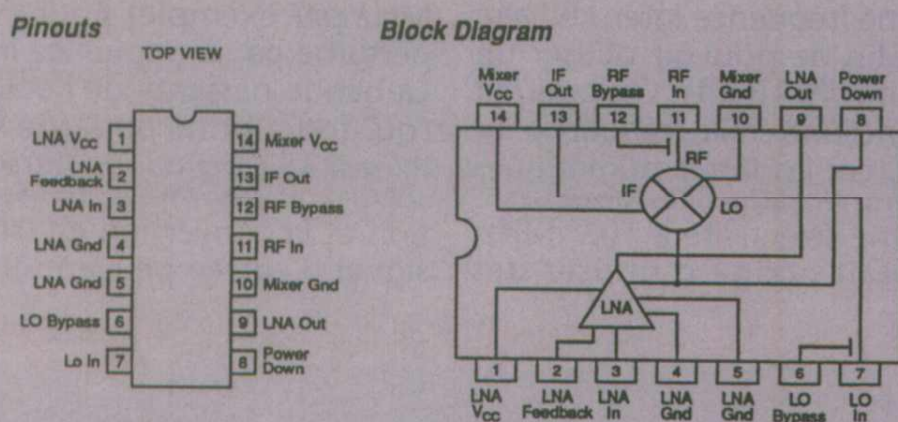 Pinouts
TOP VIEW
LNA VCC 1
LNA
Feedback 2
LNA In 3
LNA Gnd 4
LNA Gnd 5
LO Bypass 6
Lo In 7
14 Mixer VCC
13 IF Out
12 RF Bypass
11 RF In
10 Mixer Gnd
9 LNA Out
8 Power
Down
Block Diagram
Mixer IF RF RF Mixer LNA Power
VCC Out Bypass In Gnd Out Down
14 13 12 11 10 9 8
RF
IF LO
LNA
1 2 3 4 5 6 7
LNA LNA LNA LNA LNA LO LO
VCC Feedback In Gnd Gnd Bypass In